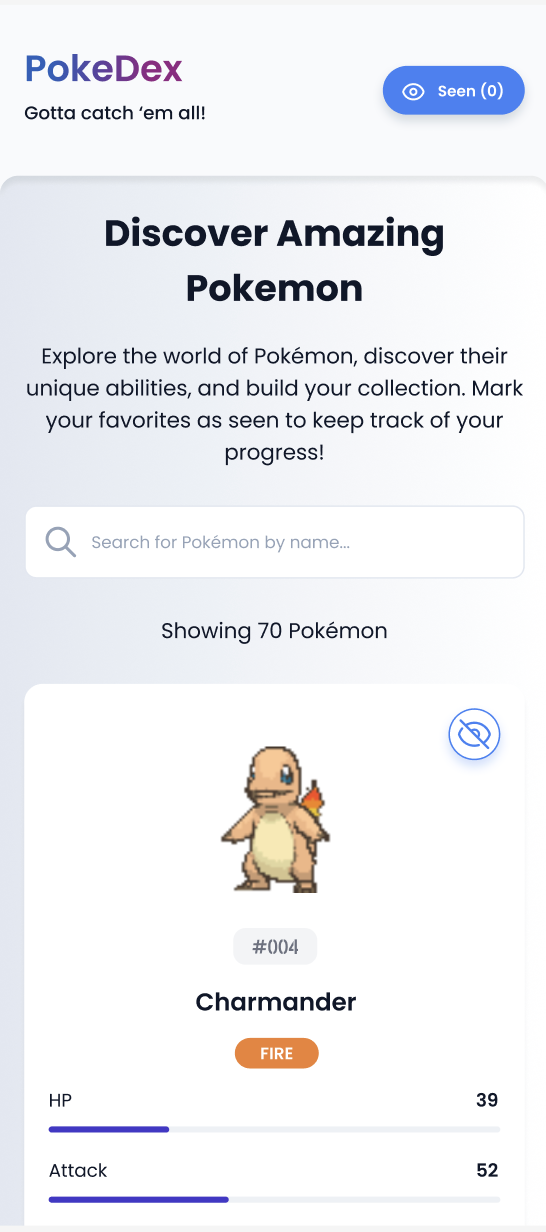 PokeDex
Gotta catch ‘em all!
Seen (0)
Discover Amazing
Pokemon
Explore the world of Pokémon, discover their
unique abilities, and build your collection. Mark
your favorites as seen to keep track of your
progress!
Search for Pokémon by name...
Showing 70 Pokémon
#004
Charmander
FIRE
HP 39
Attack 52